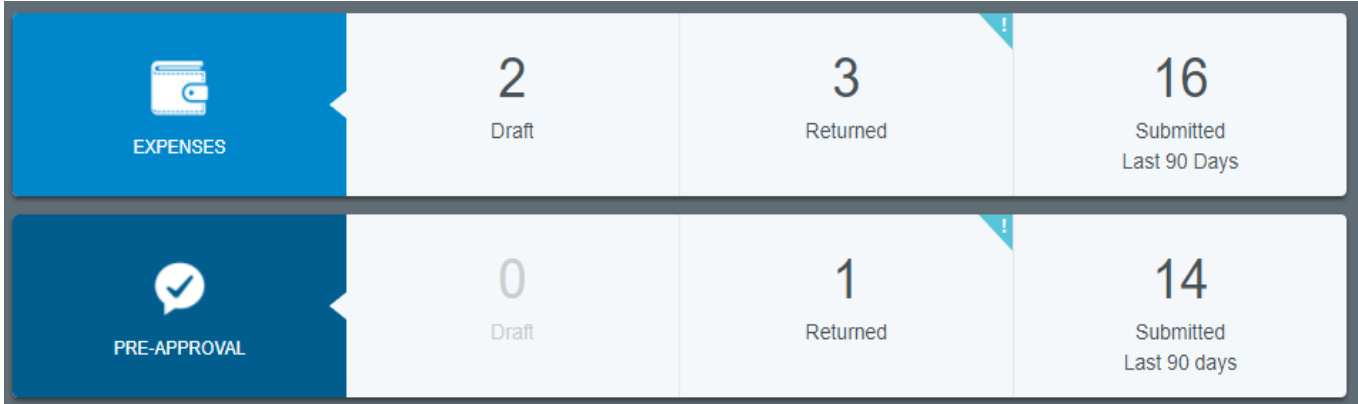 EXPENSES
2
Draft
!
3
Returned
16
Submitted
Last 90 Days
PRE-APPROVAL
0
Draft
!
1
Returned
14
Submitted
Last 90 days